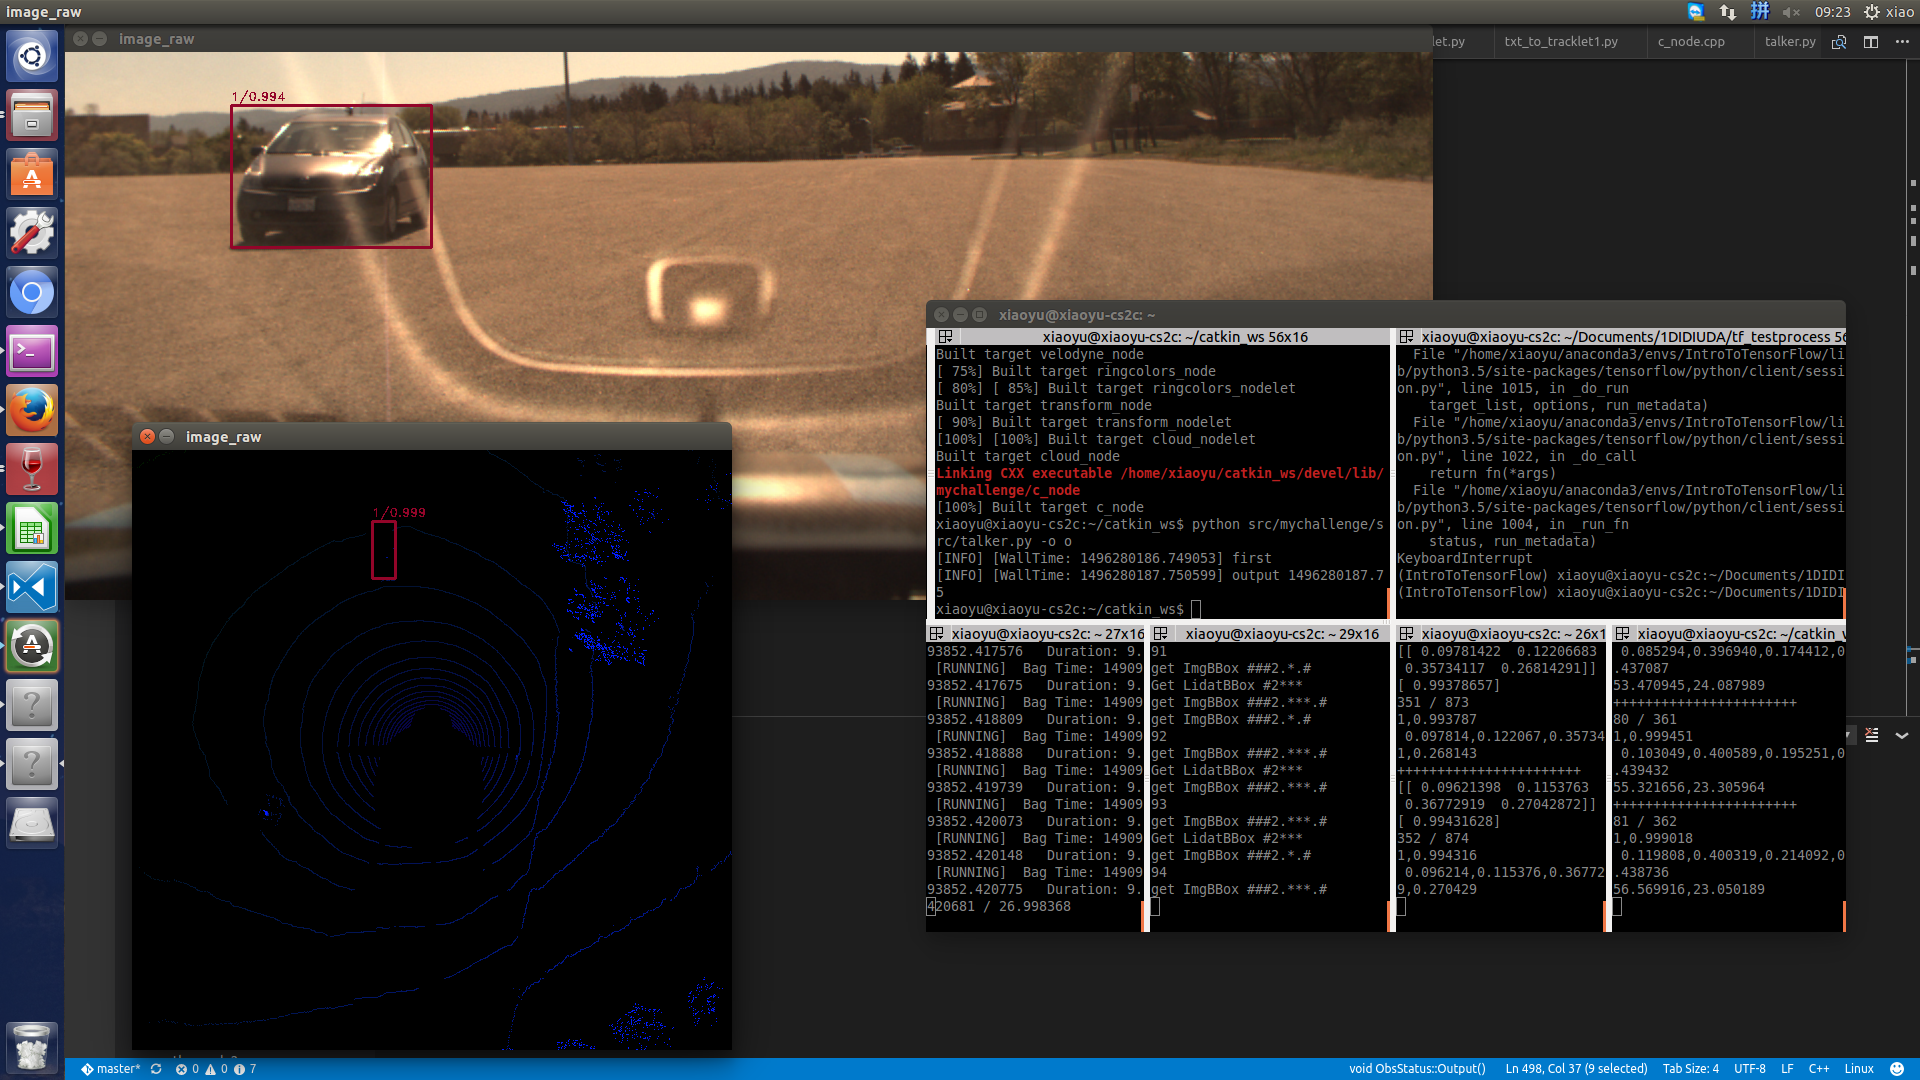 image_raw
09:23
xiao
image_raw
let.py
txt_to_tracklet1.py
c_node.cpp
talker.py
1/0.994
image_raw
1/0.999
xiaoyu@xiaoyu-cs2c: ~
xiaoyu@xiaoyu-cs2c: ~/catkin_ws 56x16
Built target velodyne_node
[ 75%] Built target ringcolors_node
[ 80%] [ 85%] Built target ringcolors_nodelet
Built target transform_node
[ 90%] Built target transform_nodelet
[100%] [100%] Built target cloud_nodelet
Built target cloud_node
Linking CXX executable /home/xiaoyu/catkin_ws/devel/lib/
mychallenge/c_node
[100%] Built target c_node
xiaoyu@xiaoyu-cs2c:~/catkin_ws$ python src/mychallenge/s
rc/talker.py -o o
[INFO] [WallTime: 1496280186.749053] first
[INFO] [WallTime: 1496280187.750599] output 1496280187.7
5
xiaoyu@xiaoyu-cs2c:~/catkin_ws$
xiaoyu@xiaoyu-cs2c: ~/Documents/1DIDIUDA/tf_testprocess 56
File "/home/xiaoyu/anaconda3/envs/IntroToTensorFlow/li
b/python3.5/site-packages/tensorflow/python/client/sessi
on.py", line 1015, in _do_run
target_list, options, run_metadata)
File "/home/xiaoyu/anaconda3/envs/IntroToTensorFlow/li
b/python3.5/site-packages/tensorflow/python/client/sessi
on.py", line 1022, in _do_call
return fn(*args)
File "/home/xiaoyu/anaconda3/envs/IntroToTensorFlow/li
b/python3.5/site-packages/tensorflow/python/client/sessi
on.py", line 1004, in _run_fn
status, run_metadata)
KeyboardInterrupt
(IntroToTensorFlow) xiaoyu@xiaoyu-cs2c:~/Documents/1DIDI
(IntroToTensorFlow) xiaoyu@xiaoyu-cs2c:~/Documents/1DIDI
xiaoyu@xiaoyu-cs2c: ~ 27x16
93852.417576 Duration: 9.
[RUNNING] Bag Time: 14909
93852.417675 Duration: 9.
[RUNNING] Bag Time: 14909
93852.418809 Duration: 9.
[RUNNING] Bag Time: 14909
93852.418888 Duration: 9.
[RUNNING] Bag Time: 14909
93852.419739 Duration: 9.
[RUNNING] Bag Time: 14909
93852.420073 Duration: 9.
[RUNNING] Bag Time: 14909
93852.420148 Duration: 9.
[RUNNING] Bag Time: 14909
93852.420775 Duration: 9.
420681 / 26.998368
xiaoyu@xiaoyu-cs2c: ~ 29x16
91
get ImgBBox ###2.*.#
Get LidatBBox #2***
get ImgBBox ###2.***.#
get ImgBBox ###2.*.#
92
get ImgBBox ###2.***.#
Get LidatBBox #2***
get ImgBBox ###2.***.#
93
get ImgBBox ###2.***.#
Get LidatBBox #2***
get ImgBBox ###2.*.#
94
get ImgBBox ###2.***.#
xiaoyu@xiaoyu-cs2c: ~ 26x1
[[ 0.09781422 0.12206683
0.35734117 0.26814291]]
[ 0.99378657]
351 / 873
1,0.993787
0.097814,0.122067,0.35734
1,0.268143
+++++++++++++++++++++++
[[ 0.09621398 0.1153763
0.36772919 0.27042872]]
[ 0.99431628]
352 / 874
1,0.994316
0.096214,0.115376,0.36772
9,0.270429
xiaoyu@xiaoyu-cs2c: ~/catkin_w
0.085294,0.396940,0.174412,0
.437087
53.470945,24.087989
+++++++++++++++++++++++
80 / 361
1,0.999451
0.103049,0.400589,0.195251,0
.439432
55.321656,23.305964
+++++++++++++++++++++++
81 / 362
1,0.999018
0.119808,0.400319,0.214092,0
.438736
56.569916,23.050189
master*
0
0
7
void ObsStatus::Output()
Ln 498, Col 37 (9 selected)
Tab Size: 4
UTF-8
LF
C++
Linux